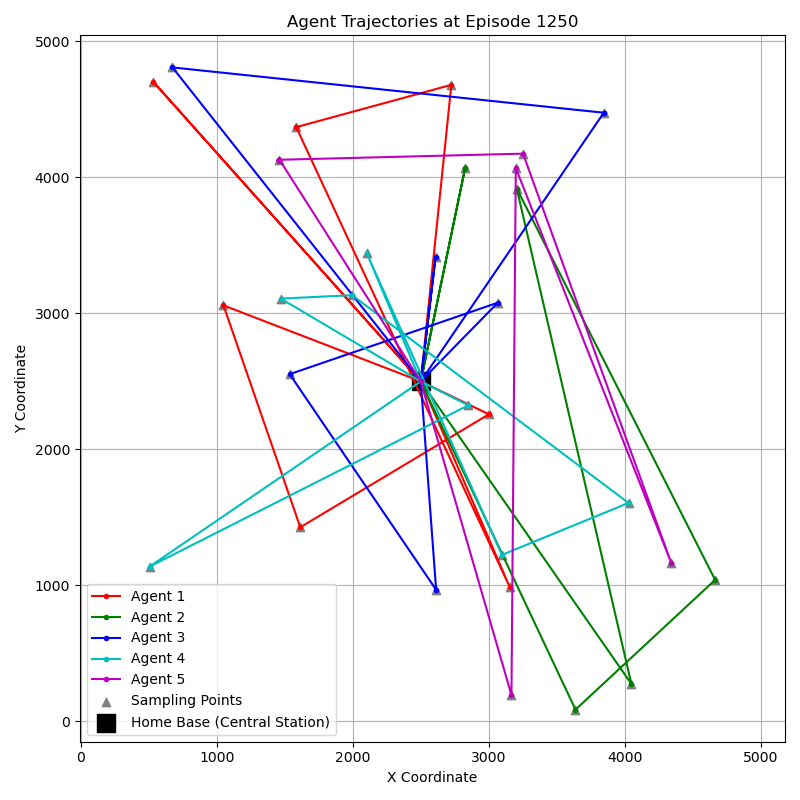 Agent Trajectories at Episode 1250
5000
4000
3000
2000
1000
0
Y Coordinate
Agent 1
Agent 2
Agent 3
Agent 4
Agent 5
Sampling Points
Home Base (Central Station)
0 1000 2000 3000 4000 5000
X Coordinate